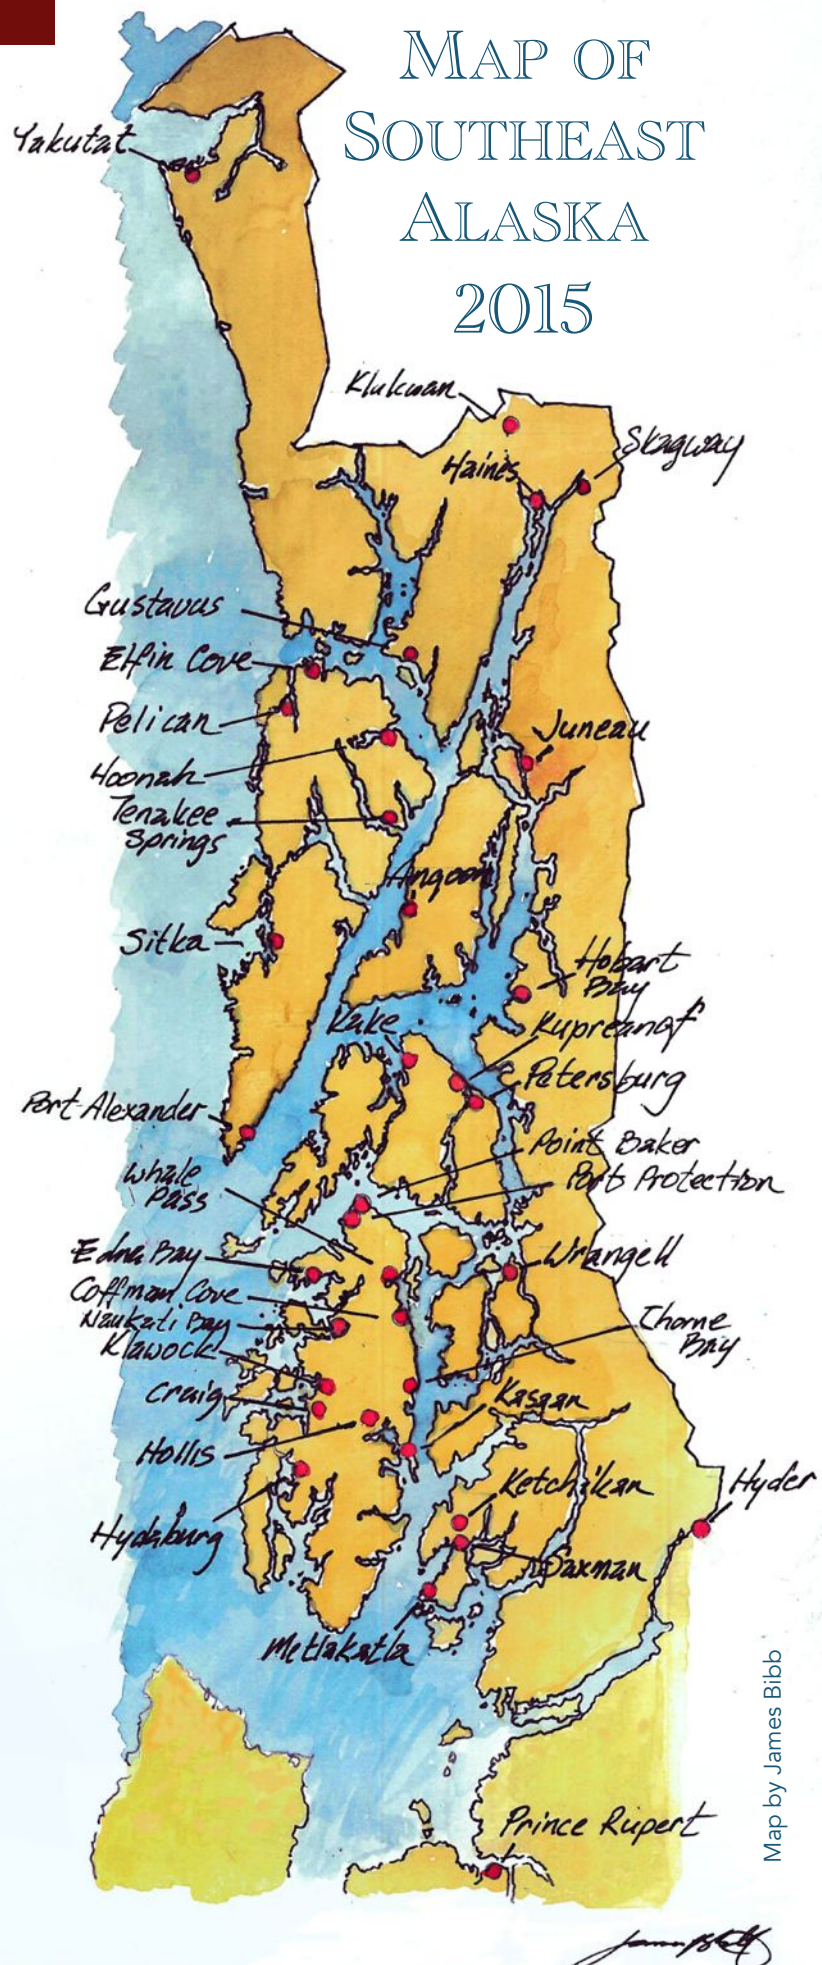 MAP OF
SOUTHEAST
ALASKA
2015
Yakutat
Klukwan
Skagway
Haines
Gustavus
Elfin Cove
Pelican
Juneau
Hoonah
Tenakee
Springs
Angoon
Sitka
Hobart
Bay
Kake
Kupreanof
Petersburg
Port Alexander
Point Baker
Whale
Pass
Port Protection
Edna Bay
Wrangell
Coffman Cove
Naukati Bay
Thorne
Bay
Klawock
Craig
Kasaan
Hollis
Ketchikan
Hyder
Hydaburg
Saxman
Metlakatla
Map by James Bibb
Prince Rupert